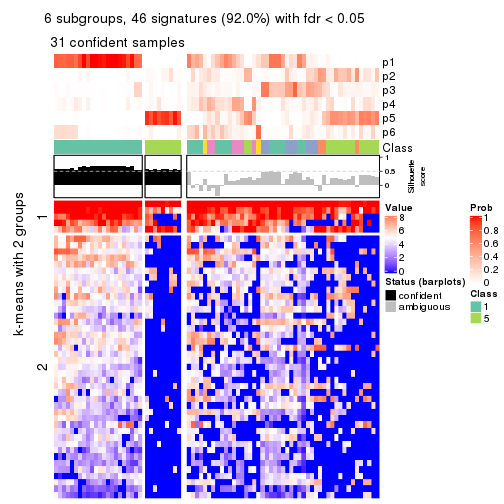 6 subgroups, 46 signatures (92.0%) with fdr < 0.05
31 confident samples
p1
p2
p3
p4
p5
p6
Class
1
0.5
0
Silhouette
score
k-means with 2 groups
1
2
Value
8
6
4
2
0
Status (barplots)
confident
ambiguous
Prob
1
0.8
0.6
0.4
0.2
0
Class
1
5